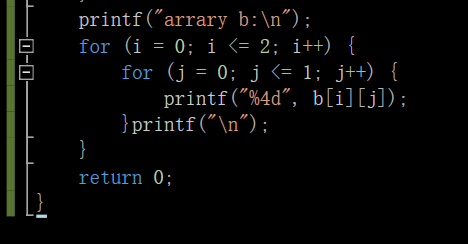 printf("arrary b:\n");
for (i = 0; i <= 2; i++) {
for (j = 0; j <= 1; j++) {
printf("%4d", b[i][j]);
}printf("\n");
}
return 0;
}